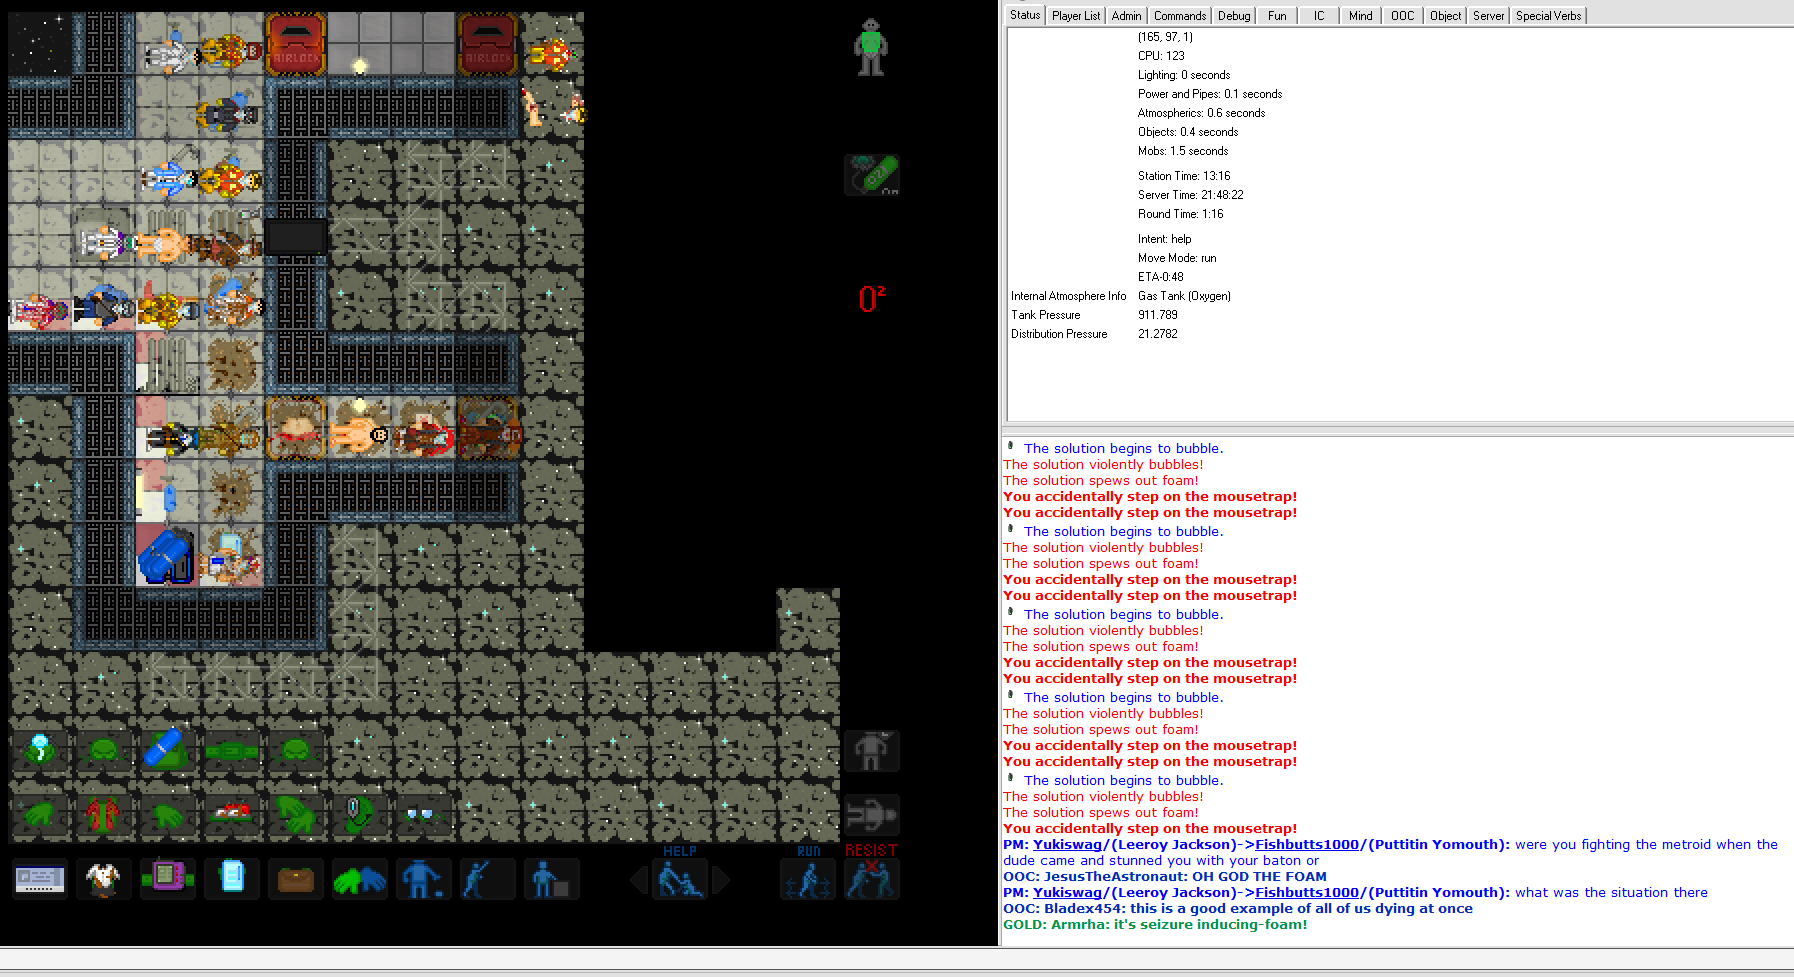 Status Player List Admin Commands Debug Fun IC Mind OOC Object Server Special Verbs
(165, 97, 1)
CPU: 123
Lighting: 0 seconds
Power and Pipes: 0.1 seconds
Atmospherics: 0.6 seconds
Objects: 0.4 seconds
Mobs: 1.5 seconds
Station Time: 13:16
Server Time: 21:48:22
Round Time: 1:16
Intent: help
Move Mode: run
ETA-0:48
Internal Atmosphere Info Gas Tank (Oxygen)
Tank Pressure 911.789
Distribution Pressure 21.2782
AIRLOCK AIRLOCK
On
O²
HELP RUN RESIST
The solution begins to bubble.
The solution violently bubbles!
The solution spews out foam!
You accidentally step on the mousetrap!
You accidentally step on the mousetrap!
The solution begins to bubble.
The solution violently bubbles!
The solution spews out foam!
You accidentally step on the mousetrap!
You accidentally step on the mousetrap!
The solution begins to bubble.
The solution violently bubbles!
The solution spews out foam!
You accidentally step on the mousetrap!
You accidentally step on the mousetrap!
The solution begins to bubble.
The solution violently bubbles!
The solution spews out foam!
You accidentally step on the mousetrap!
You accidentally step on the mousetrap!
The solution begins to bubble.
The solution violently bubbles!
The solution spews out foam!
You accidentally step on the mousetrap!
PM: Yukiswag/(Leeroy Jackson)->Fishbutts1000/(Puttitin Yomouth): were you fighting the metroid when the
dude came and stunned you with your baton or
OOC: JesusTheAstronaut: OH GOD THE FOAM
PM: Yukiswag/(Leeroy Jackson)->Fishbutts1000/(Puttitin Yomouth): what was the situation there
OOC: Bladex454: this is a good example of all of us dying at once
GOLD: Armrha: it's seizure inducing-foam!